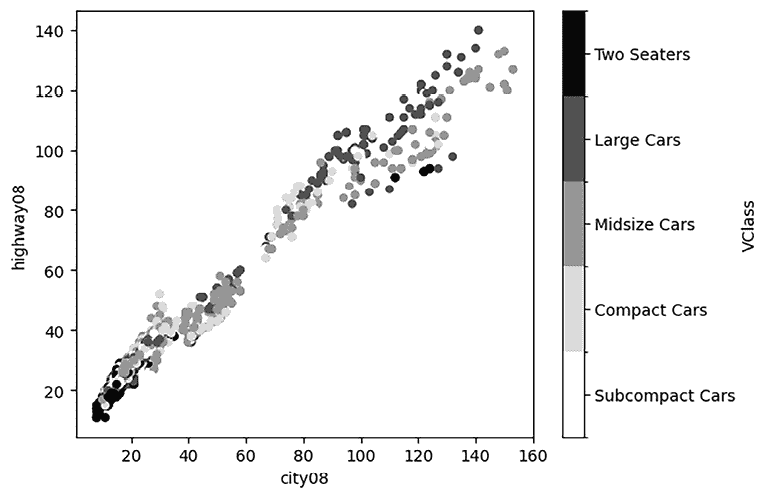 140
120
100
80
60
40
20
highway08
20 40 60 80 100 120 140 160
city08
Two Seaters
Large Cars
Midsize Cars
Compact Cars
Subcompact Cars
VClass